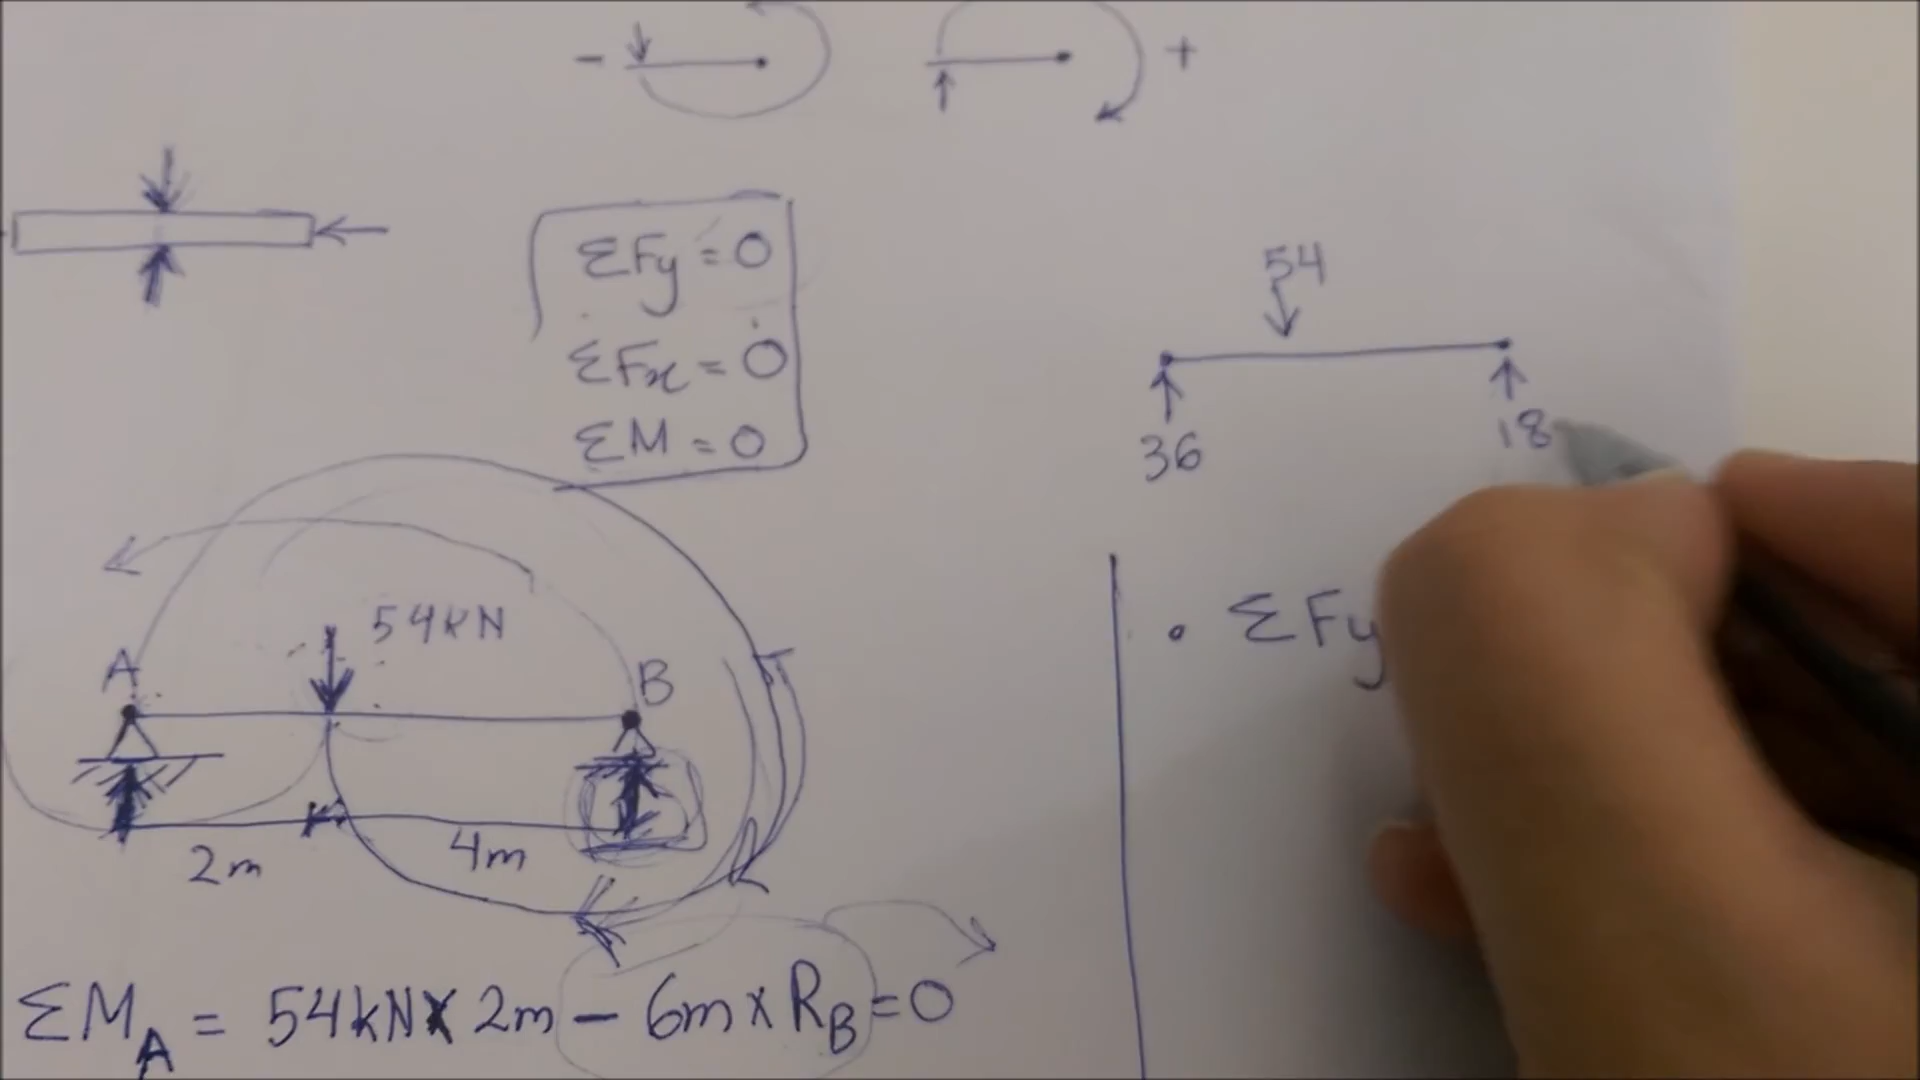 - +
ΣFy = 0
ΣFx = 0
ΣM = 0
54
36 18
54kN
A B
2m 4m
ΣMA = 54kN x 2m - 6m x RB = 0
• ΣFy